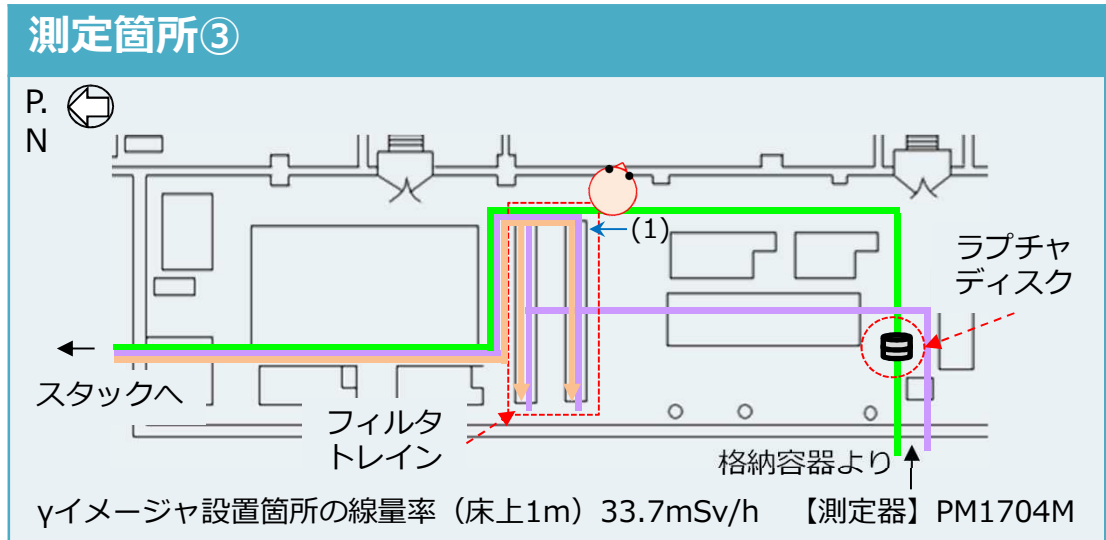 測定箇所③
P.
N
(1)
ラプチャ
ディスク
スタックへ
フィルタ
トレイン
格納容器より
γイメージャ設置箇所の線量率（床上1m）33.7mSv/h 【測定器】PM1704M